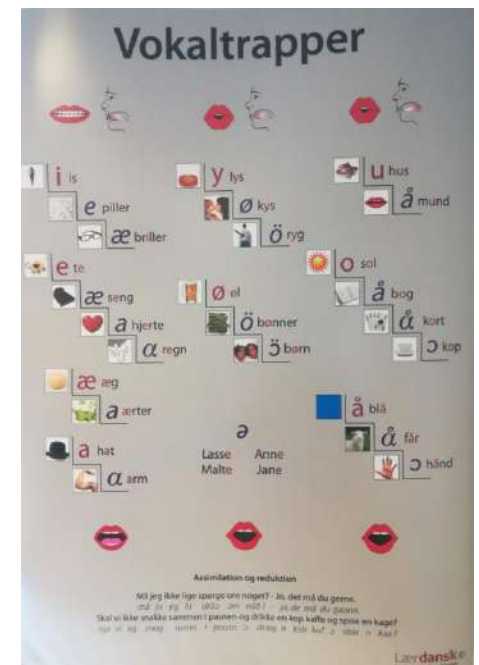 Vokaltrapper
i is
e piller
æ briller
y lys
ø kys
ö ryg
u hus
å mund
e te
æ seng
a hjerte
ɑ regn
ø øl
ö bønner
ɔ̈ børn
o sol
å bog
ɑ̊ kort
ɔ kop
æ æg
a ærter
a hat
ɑ arm
ə
Lasse Anne
Malte Jane
å blå
ɑ̊ får
ɔ hånd
Assimilation og reduktion
Må jeg ikke lige spørge om noget? - Jo, det må du gerne.
Skal vi ikke snakke sammen i pausen og drikke en kop kaffe og spise en kage?
Lærdansk